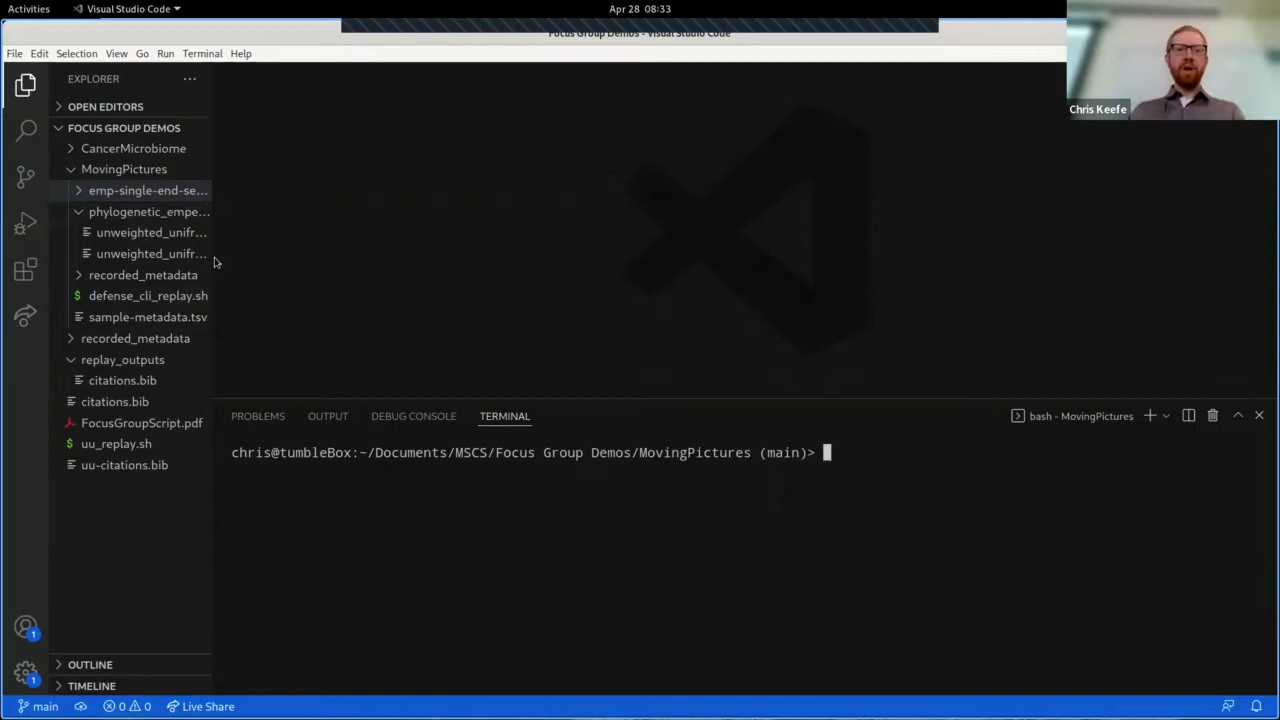 Activities
Visual Studio Code
Apr 28 08:33
Focus Group Demos - Visual Studio Code
File Edit Selection View Go Run Terminal Help
Chris Keefe
EXPLORER
OPEN EDITORS
FOCUS GROUP DEMOS
CancerMicrobiome
MovingPictures
emp-single-end-se...
phylogenetic_empe...
unweighted_unifr...
unweighted_unifr...
recorded_metadata
defense_cli_replay.sh
sample-metadata.tsv
recorded_metadata
replay_outputs
citations.bib
citations.bib
FocusGroupScript.pdf
uu_replay.sh
uu-citations.bib
OUTLINE
TIMELINE
PROBLEMS OUTPUT DEBUG CONSOLE TERMINAL
bash - MovingPictures
chris@tumbleBox:~/Documents/MSCS/Focus Group Demos/MovingPictures (main)>
1
1
main 0 0 Live Share